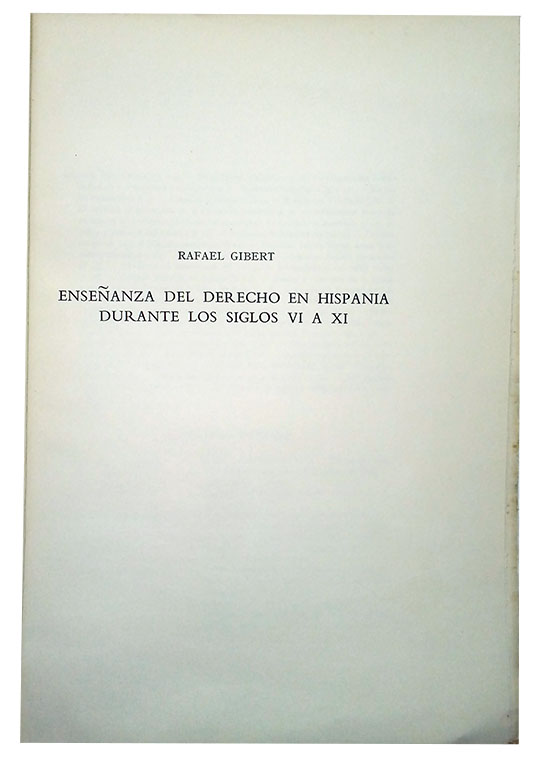 RAFAEL GIBERT
ENSEÑANZA DEL DERECHO EN HISPANIA
DURANTE LOS SIGLOS VI A XI